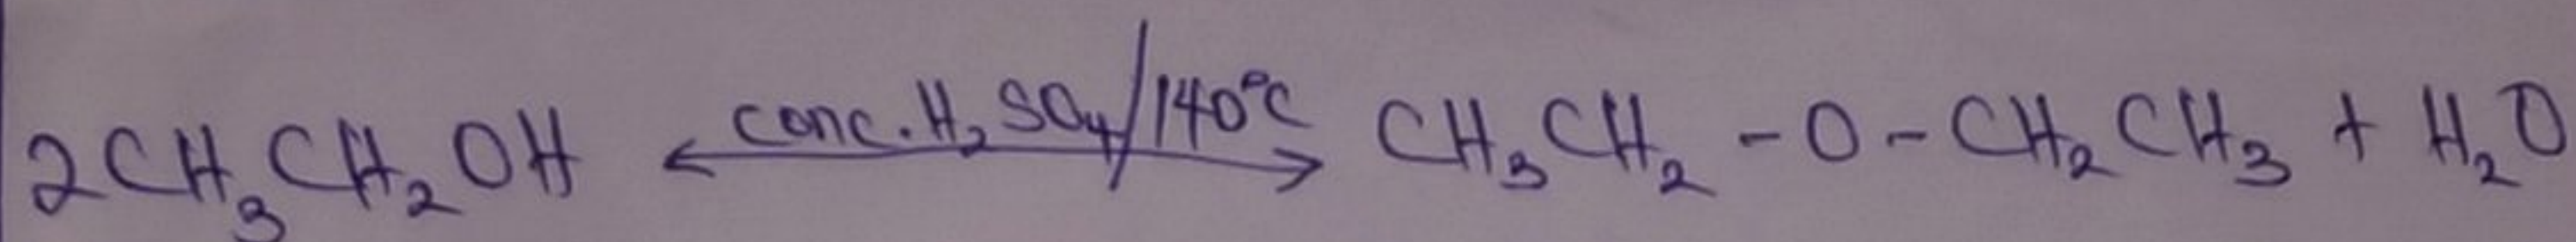 2CH₃CH₂OH ⟷ conc. H₂SO₄/140°C CH₃CH₂-O-CH₂CH₃ + H₂O